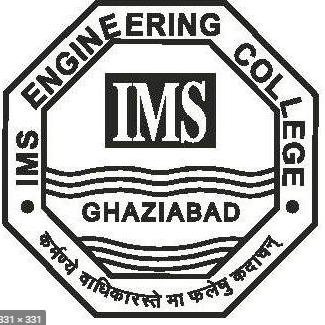 IMS ENGINEERING COLLEGE
IMS
GHAZIABAD
कर्मण्ये वाधिकारस्ते मा फलेषु कदाचन्
331 × 331